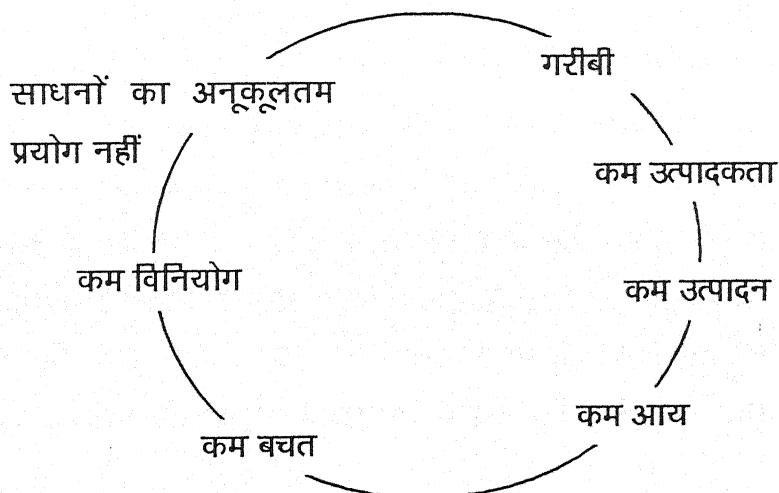 गरीबी
साधनों का अनूकूलतम
प्रयोग नहीं
कम उत्पादकता
कम विनियोग
कम उत्पादन
कम आय
कम बचत